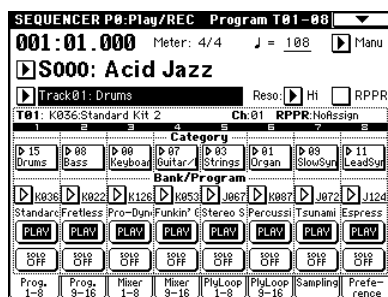 SEQUENCER P0:Play/REC Program T01-08
001:01.000 Meter: 4/4 ♩ = 108 Manu
S000: Acid Jazz
Track01: Drums Reso: Hi RPPR
T01: K036:Standard Kit 2 Ch:01 RPPR:NoAssign
1 2 3 4 5 6 7 8
Category
15 08 00 07 03 01 09 11
Drums Bass Keyboar Guitar/ Strings Organ SlowSyn LeadSyn
Bank/Program
K036 K022 K126 K053 J067 K087 J072 J124
Standarc Fretless Pro-Dyn Funkin' G Stereo S Percussi Tsunami Espress
PLAY PLAY PLAY PLAY PLAY PLAY PLAY PLAY
SOLO OFF SOLO OFF SOLO OFF SOLO OFF SOLO OFF SOLO OFF SOLO OFF SOLO OFF
Prog. 1-8 Prog. 9-16 Mixer 1-8 Mixer 9-16 PlyLoop 1-8 PlyLoop 9-16 Sampling Prefe-rence